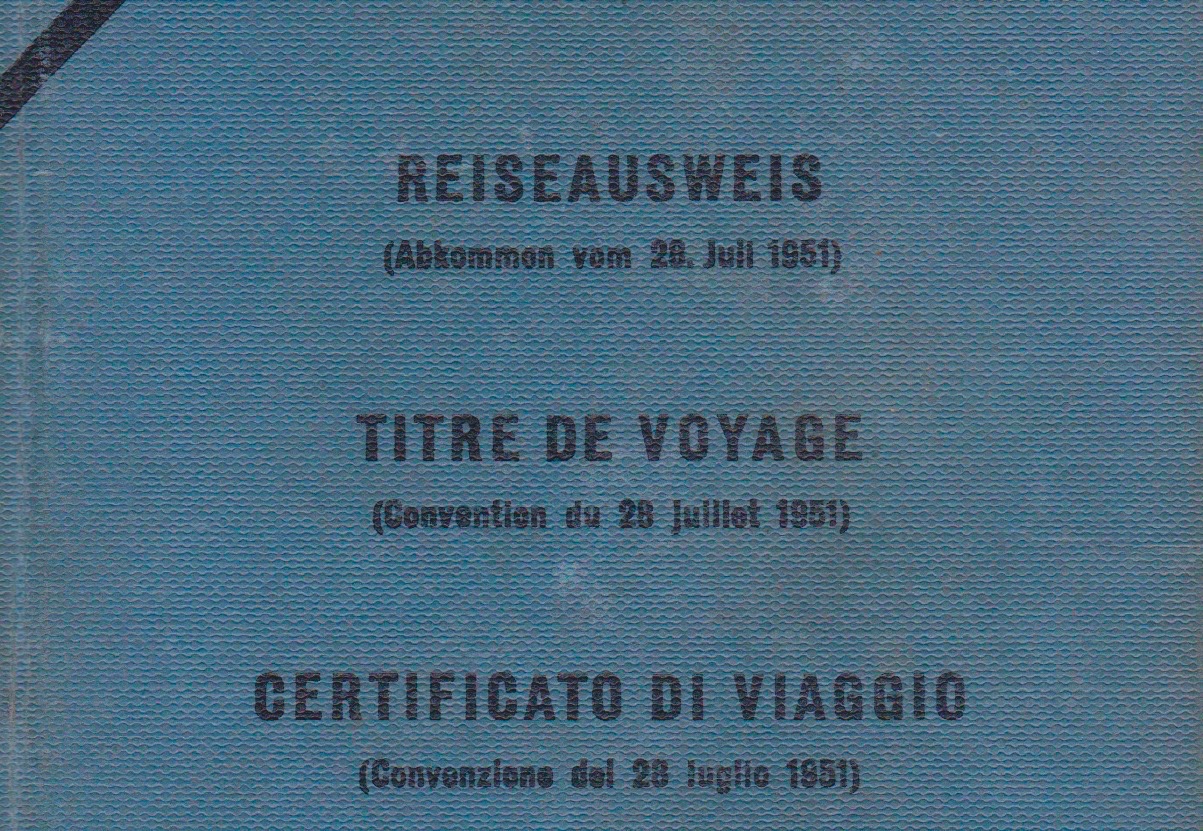 REISEAUSWEIS
(Abkommen vom 28. Juli 1951)
TITRE DE VOYAGE
(Convention du 28 juillet 1951)
CERTIFICATO DI VIAGGIO
(Convenzione del 28 luglio 1951)